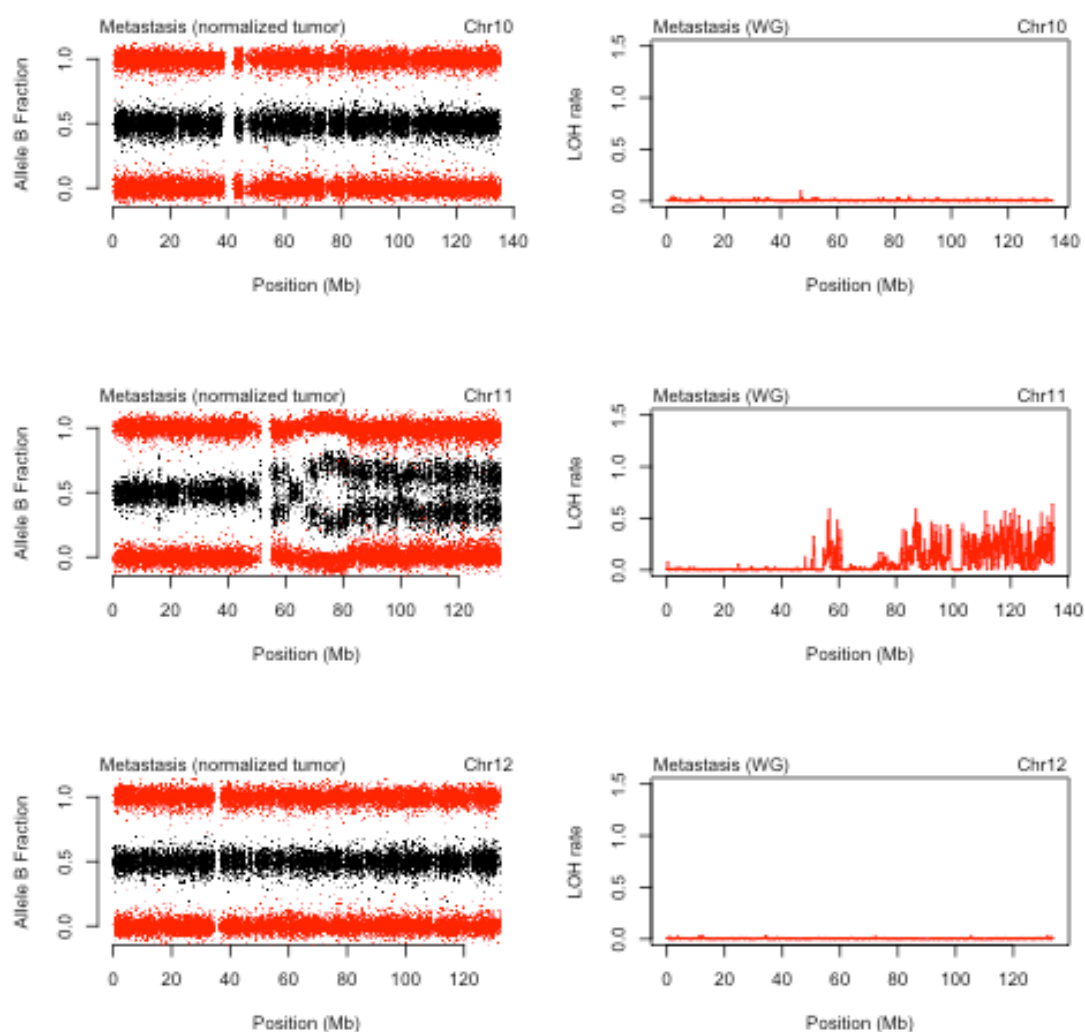 Metastasis (normalized tumor) Chr10
Allele B Fraction
1.0
0.5
0.0
0 20 40 60 80 100 120 140
Position (Mb)
Metastasis (WG) Chr10
LOH rate
1.5
1.0
0.5
0.0
0 20 40 60 80 100 120 140
Position (Mb)
Metastasis (normalized tumor) Chr11
Allele B Fraction
1.0
0.5
0.0
0 20 40 60 80 100 120
Position (Mb)
Metastasis (WG) Chr11
LOH rate
1.5
1.0
0.5
0.0
0 20 40 60 80 100 120 140
Position (Mb)
Metastasis (normalized tumor) Chr12
Allele B Fraction
1.0
0.5
0.0
0 20 40 60 80 100 120
Position (Mb)
Metastasis (WG) Chr12
LOH rate
1.5
1.0
0.5
0.0
0 20 40 60 80 100 120
Position (Mb)